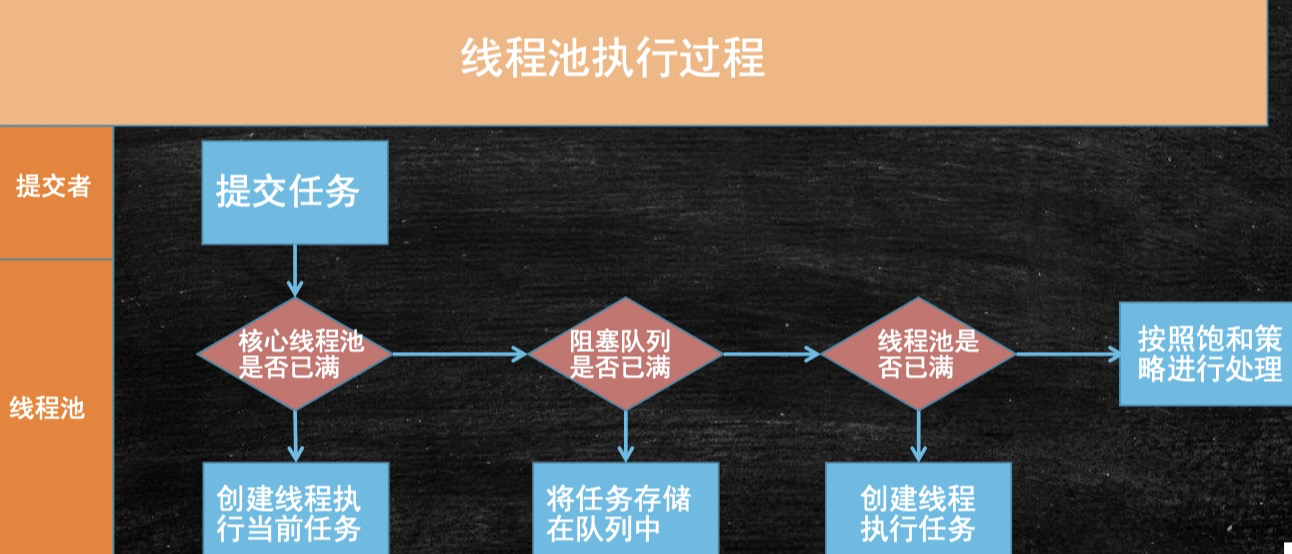 线程池执行过程
提交者
提交任务
核心线程池
是否已满
阻塞队列
是否已满
线程池是
否已满
按照饱和策
略进行处理
线程池
创建线程执
行当前任务
将任务存储
在队列中
创建线程
执行任务